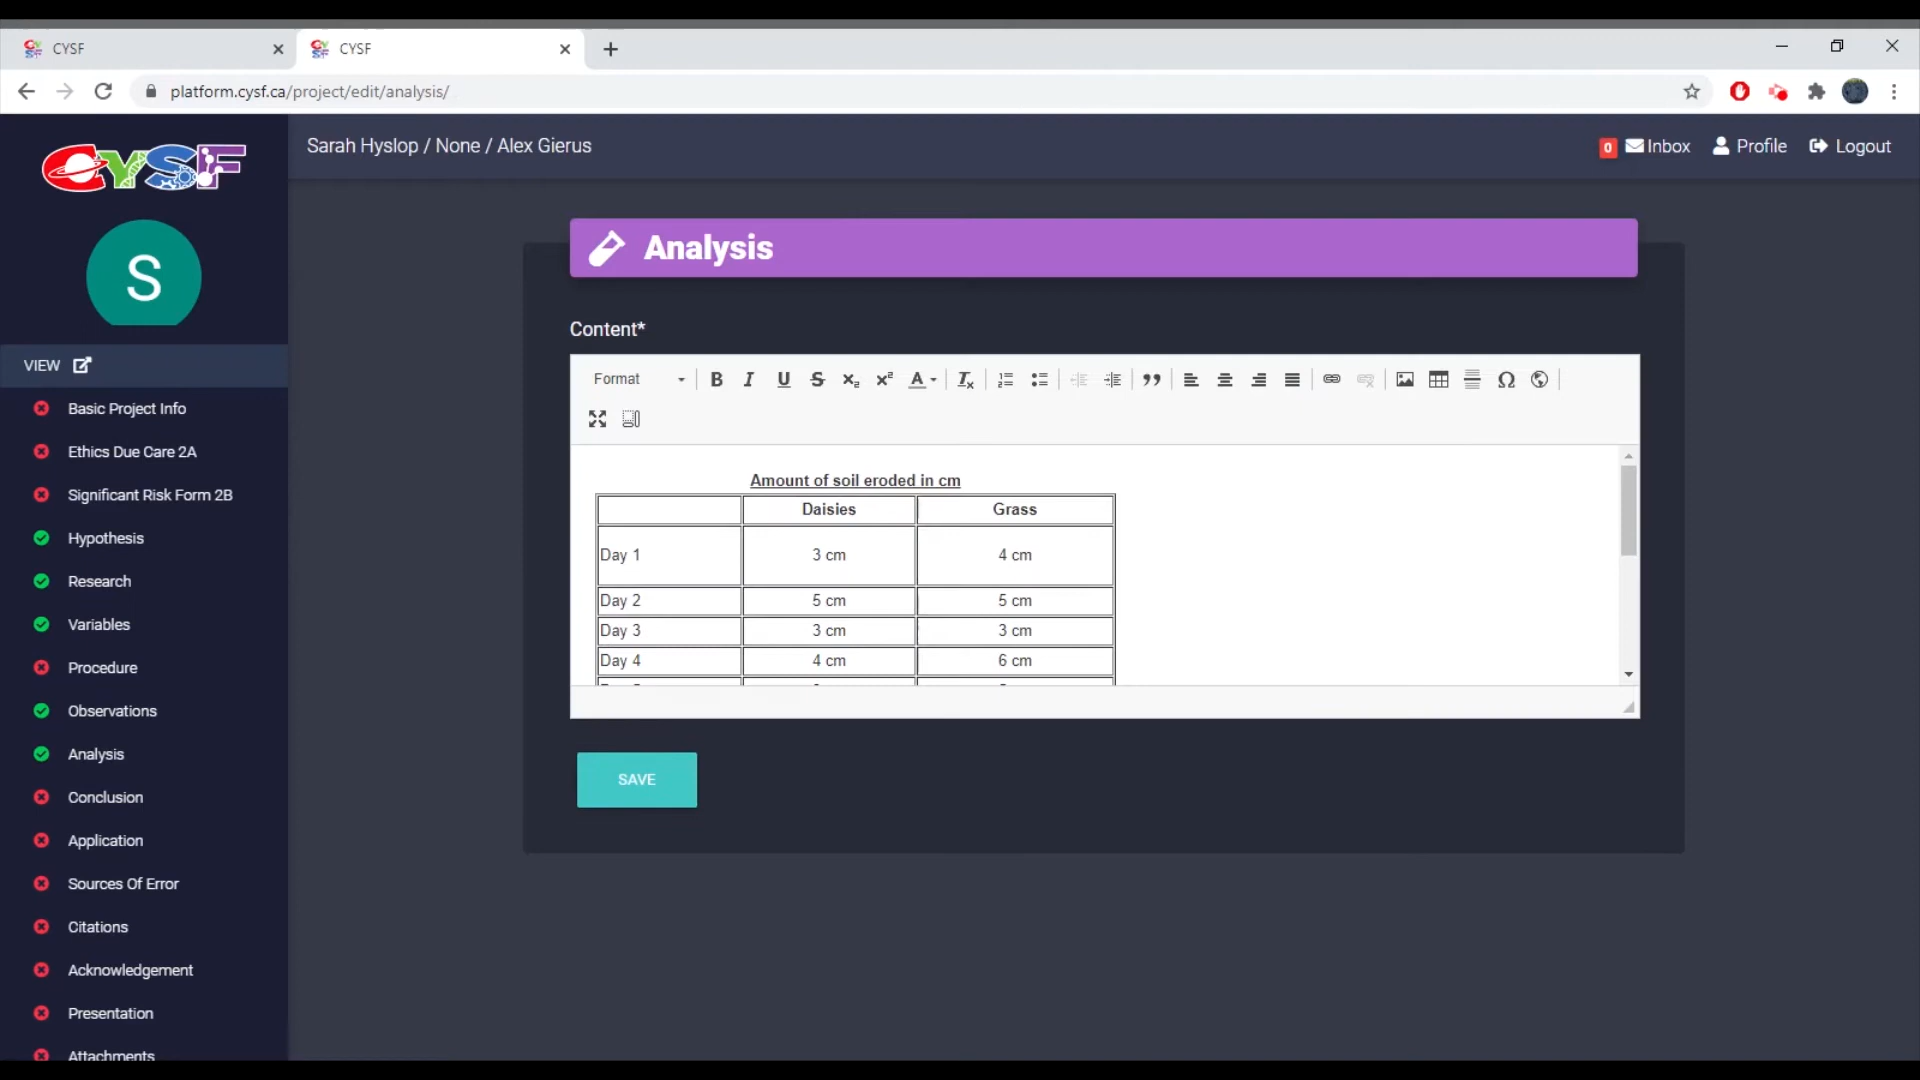 CYSF
CYSF
platform.cysf.ca/project/edit/analysis/
CYSF
Sarah Hyslop / None / Alex Gierus
0 Inbox Profile Logout
S
VIEW
Basic Project Info
Ethics Due Care 2A
Significant Risk Form 2B
Hypothesis
Research
Variables
Procedure
Observations
Analysis
Conclusion
Application
Sources Of Error
Citations
Acknowledgement
Presentation
Attachments
Analysis
Content*
Format
Amount of soil eroded in cm
Daisies Grass
Day 1 3 cm 4 cm
Day 2 5 cm 5 cm
Day 3 3 cm 3 cm
Day 4 4 cm 6 cm
SAVE